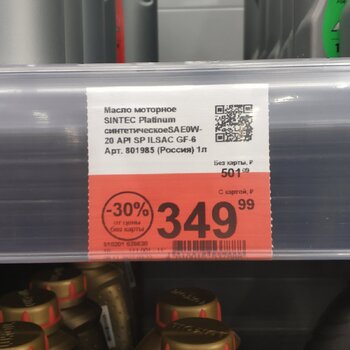 Масло моторное
SINTEC Platinum
синтетическоеSAE0W-
20 API SP ILSAC GF-6
Арт. 801985 (Россия) 1л
Без карты, ₽
501 99
С картой, ₽
-30%
от цены
без карты
349 99